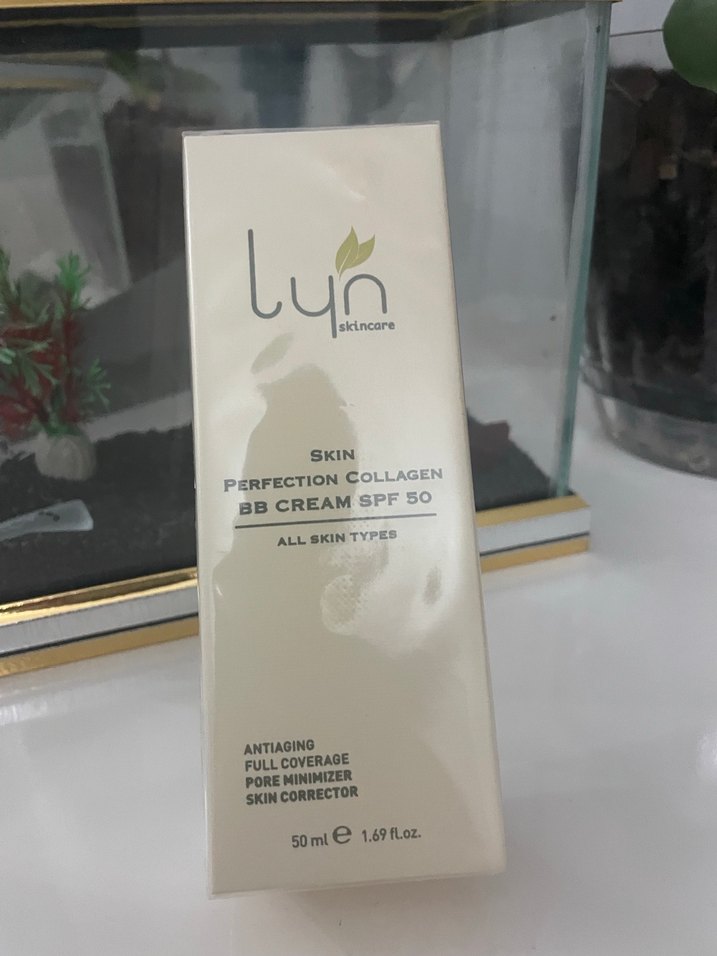 lyn
skincare
SKIN
PERFECTION COLLAGEN
BB CREAM SPF 50
ALL SKIN TYPES
ANTIAGING
FULL COVERAGE
PORE MINIMIZER
SKIN CORRECTOR
50 ml ℮ 1.69 fl.oz.